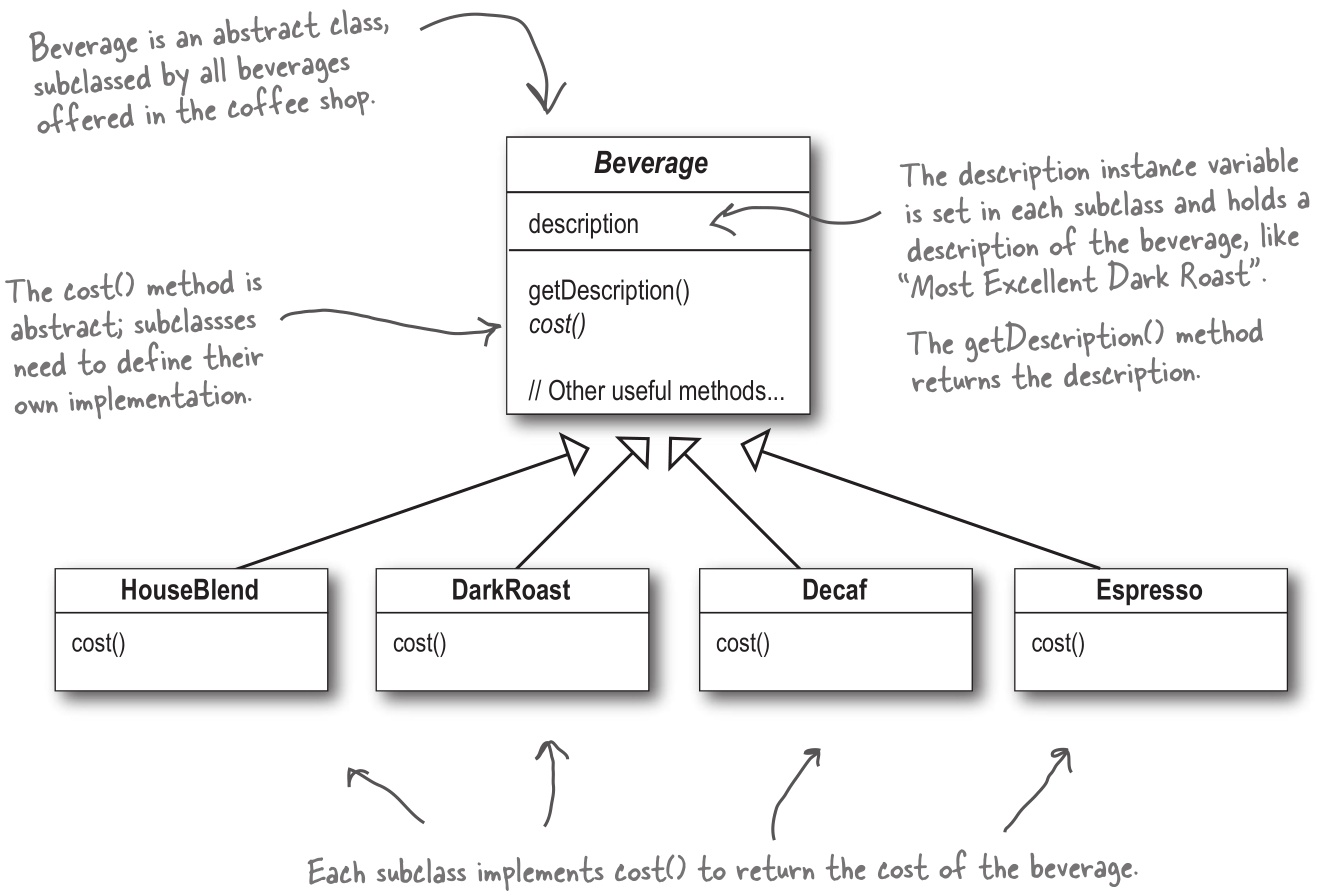 Beverage is an abstract class,
subclassed by all beverages
offered in the coffee shop.
Beverage
description
getDescription()
cost()
// Other useful methods...
The description instance variable
is set in each subclass and holds a
description of the beverage, like
“Most Excellent Dark Roast”.
The getDescription() method
returns the description.
The cost() method is
abstract; subclassses
need to define their
own implementation.
HouseBlend
cost()
DarkRoast
cost()
Decaf
cost()
Espresso
cost()
Each subclass implements cost() to return the cost of the beverage.